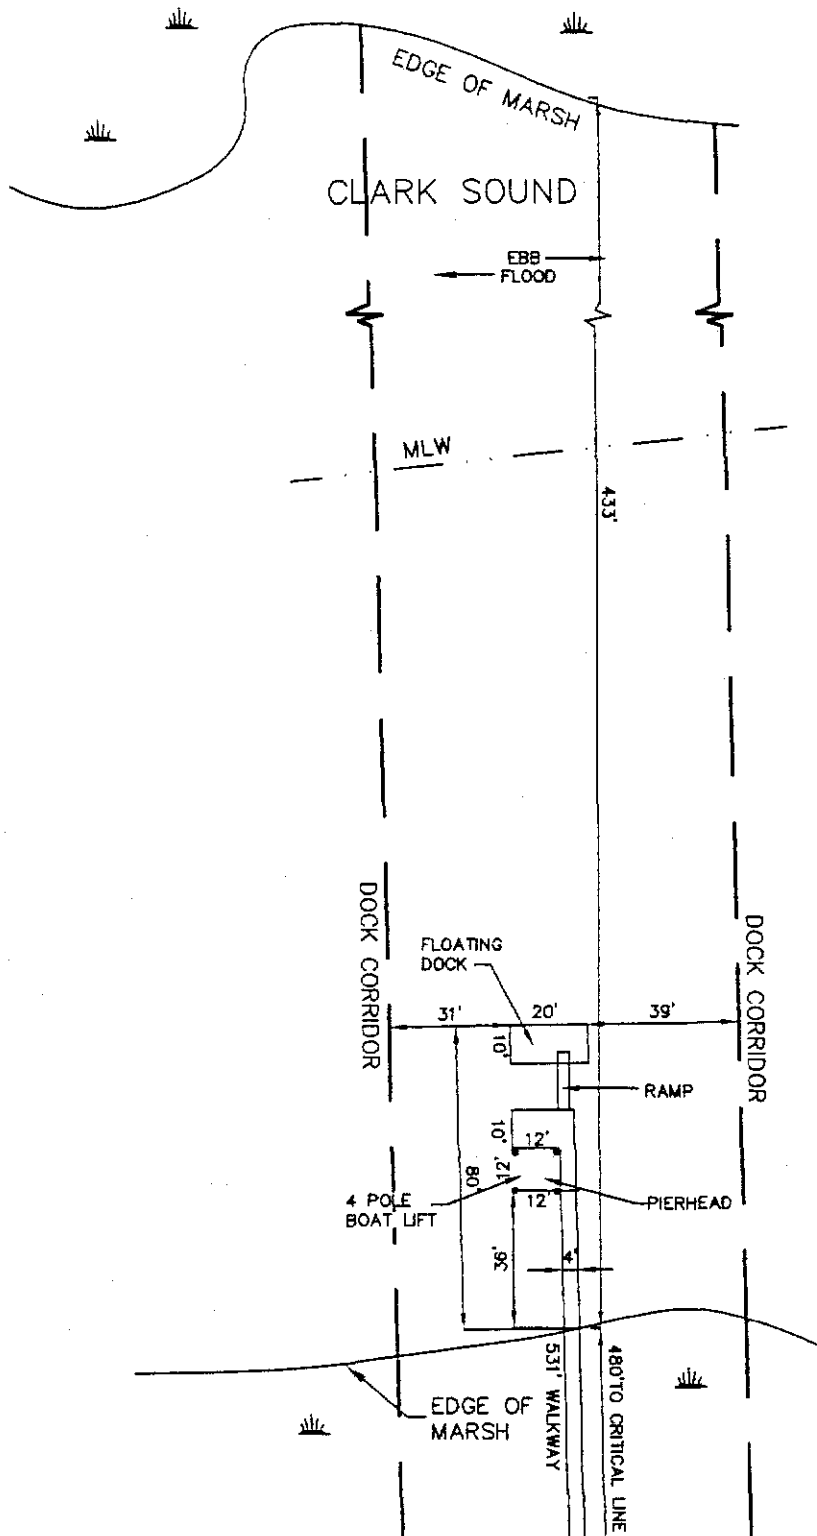 EDGE OF MARSH
CLARK SOUND
EBB
FLOOD
MLW
433'
DOCK CORRIDOR
DOCK CORRIDOR
FLOATING
DOCK
31'
20'
39'
10'
RAMP
10'
12'
12'
80'
4 POLE
BOAT LIFT
12'
PIERHEAD
36'
4'
531' WALKWAY
480' TO CRITICAL LINE
EDGE OF
MARSH